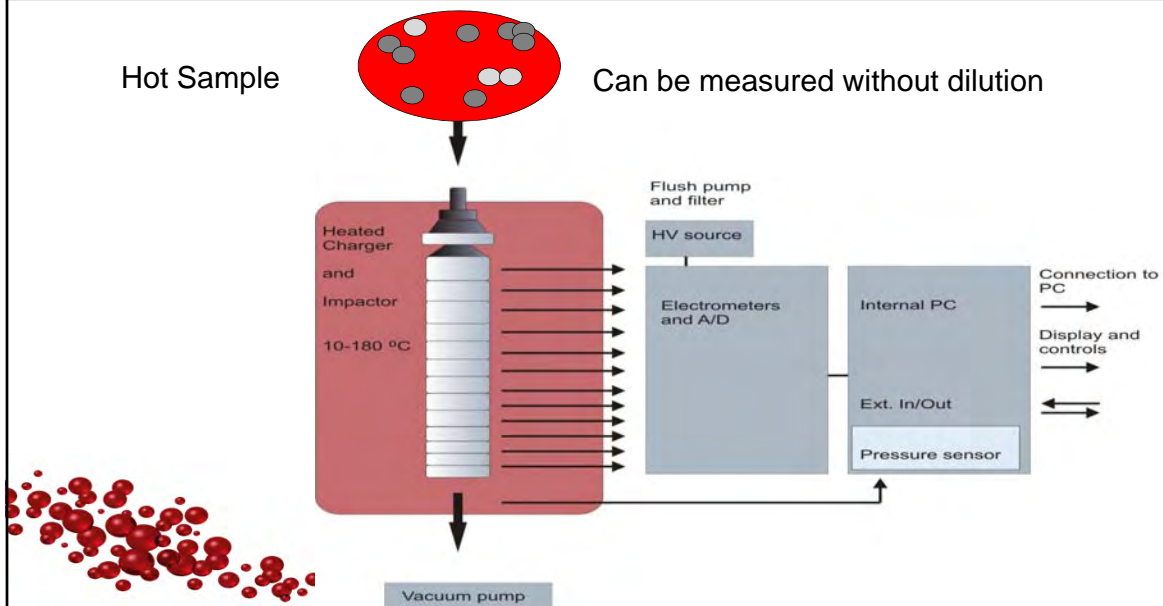 Hot Sample
Can be measured without dilution
Flush pump
and filter
HV source
Heated
Charger
and
Impactor
10-180 ºC
Electrometers
and A/D
Internal PC
Ext. In/Out
Pressure sensor
Connection to
PC
Display and
controls
Vacuum pump